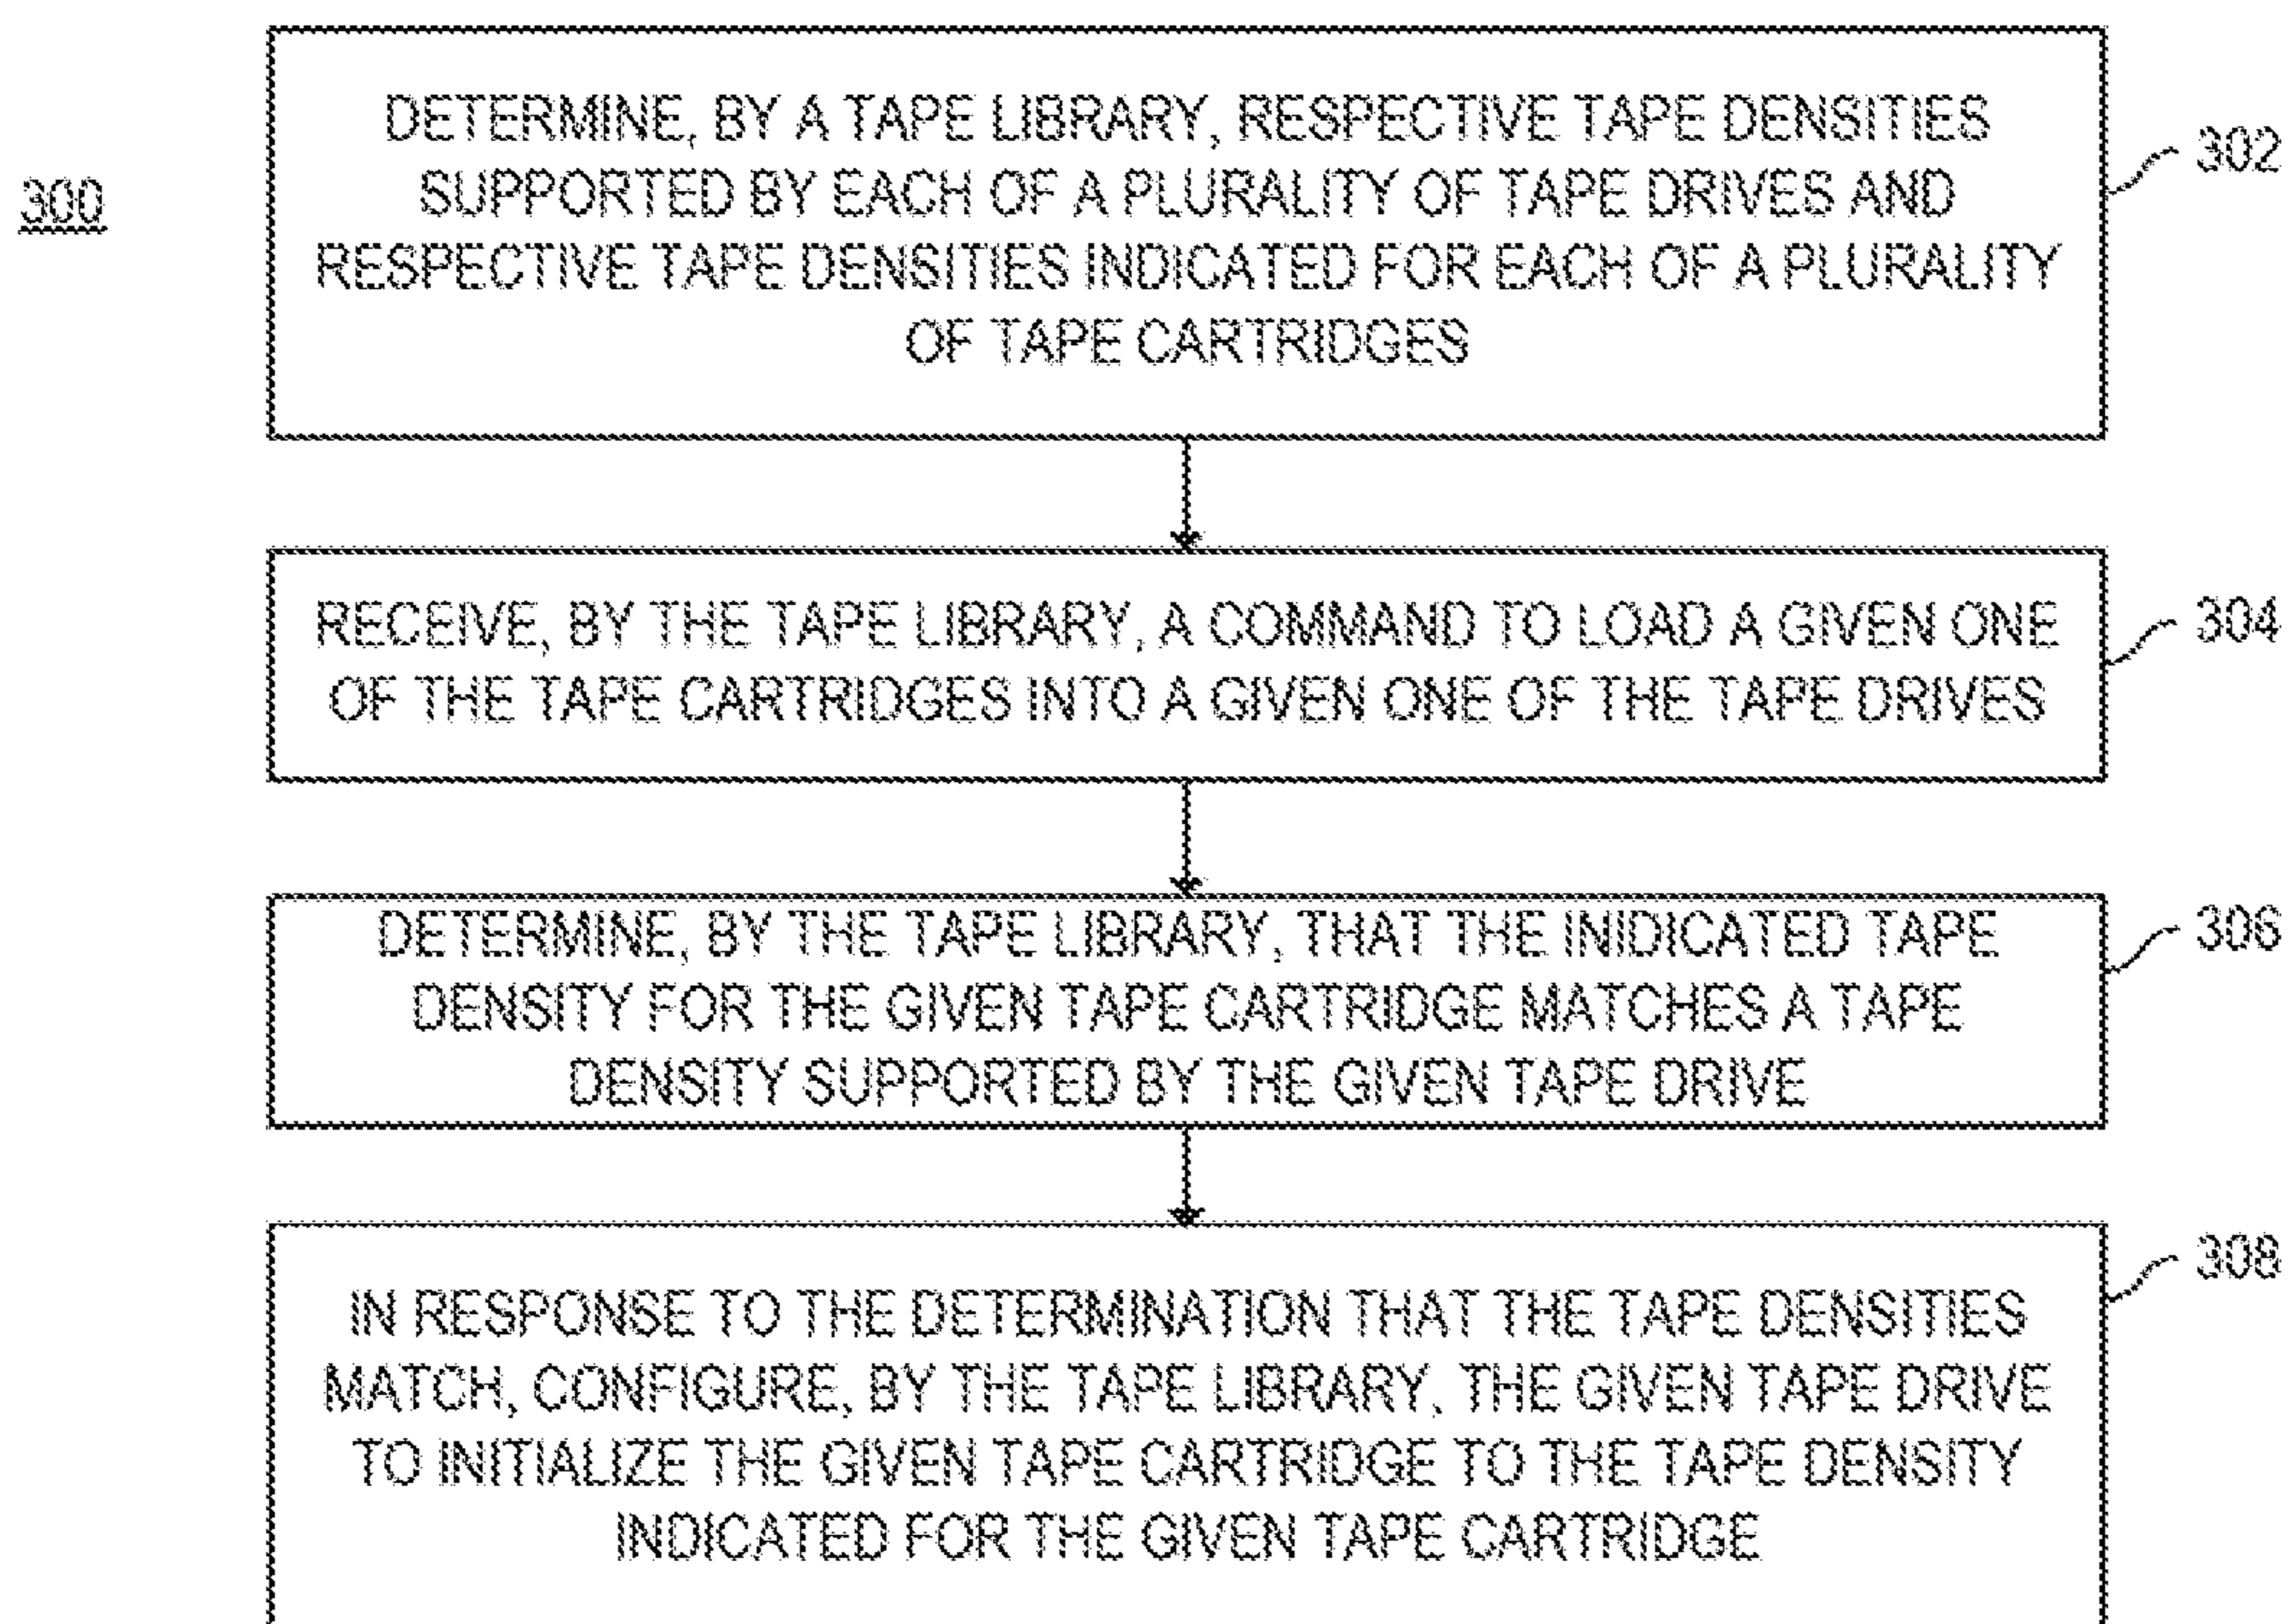 300
DETERMINE, BY A TAPE LIBRARY, RESPECTIVE TAPE DENSITIES
SUPPORTED BY EACH OF A PLURALITY OF TAPE DRIVES AND
RESPECTIVE TAPE DENSITIES INDICATED FOR EACH OF A PLURALITY
OF TAPE CARTRIDGES
302
RECEIVE, BY THE TAPE LIBRARY, A COMMAND TO LOAD A GIVEN ONE
OF THE TAPE CARTRIDGES INTO A GIVEN ONE OF THE TAPE DRIVES
304
DETERMINE, BY THE TAPE LIBRARY, THAT THE INIDICATED TAPE
DENSITY FOR THE GIVEN TAPE CARTRIDGE MATCHES A TAPE
DENSITY SUPPORTED BY THE GIVEN TAPE DRIVE
306
IN RESPONSE TO THE DETERMINATION THAT THE TAPE DENSITIES
MATCH, CONFIGURE, BY THE TAPE LIBRARY, THE GIVEN TAPE DRIVE
TO INITIALIZE THE GIVEN TAPE CARTRIDGE TO THE TAPE DENSITY
INDICATED FOR THE GIVEN TAPE CARTRIDGE
308